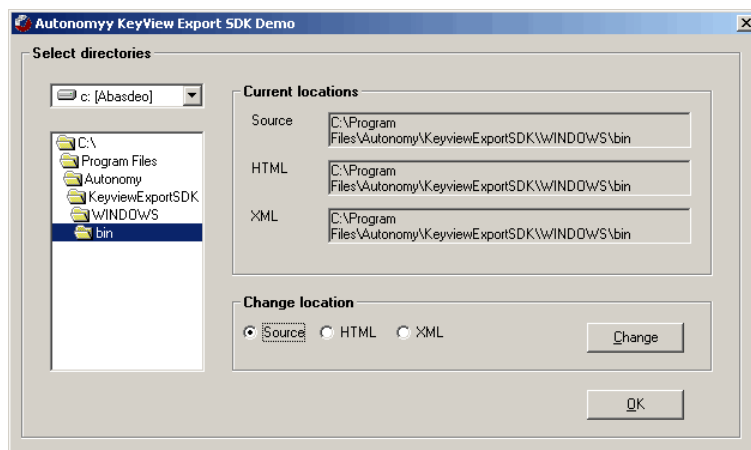 Autonomyy KeyView Export SDK Demo
Select directories
c: [Abasdeo]
C:\
Program Files
Autonomy
KeyviewExportSDK
WINDOWS
bin
Current locations
Source
C:\Program
Files\Autonomy\KeyviewExportSDK\WINDOWS\bin
HTML
C:\Program
Files\Autonomy\KeyviewExportSDK\WINDOWS\bin
XML
C:\Program
Files\Autonomy\KeyviewExportSDK\WINDOWS\bin
Change location
Source HTML XML
Change
OK